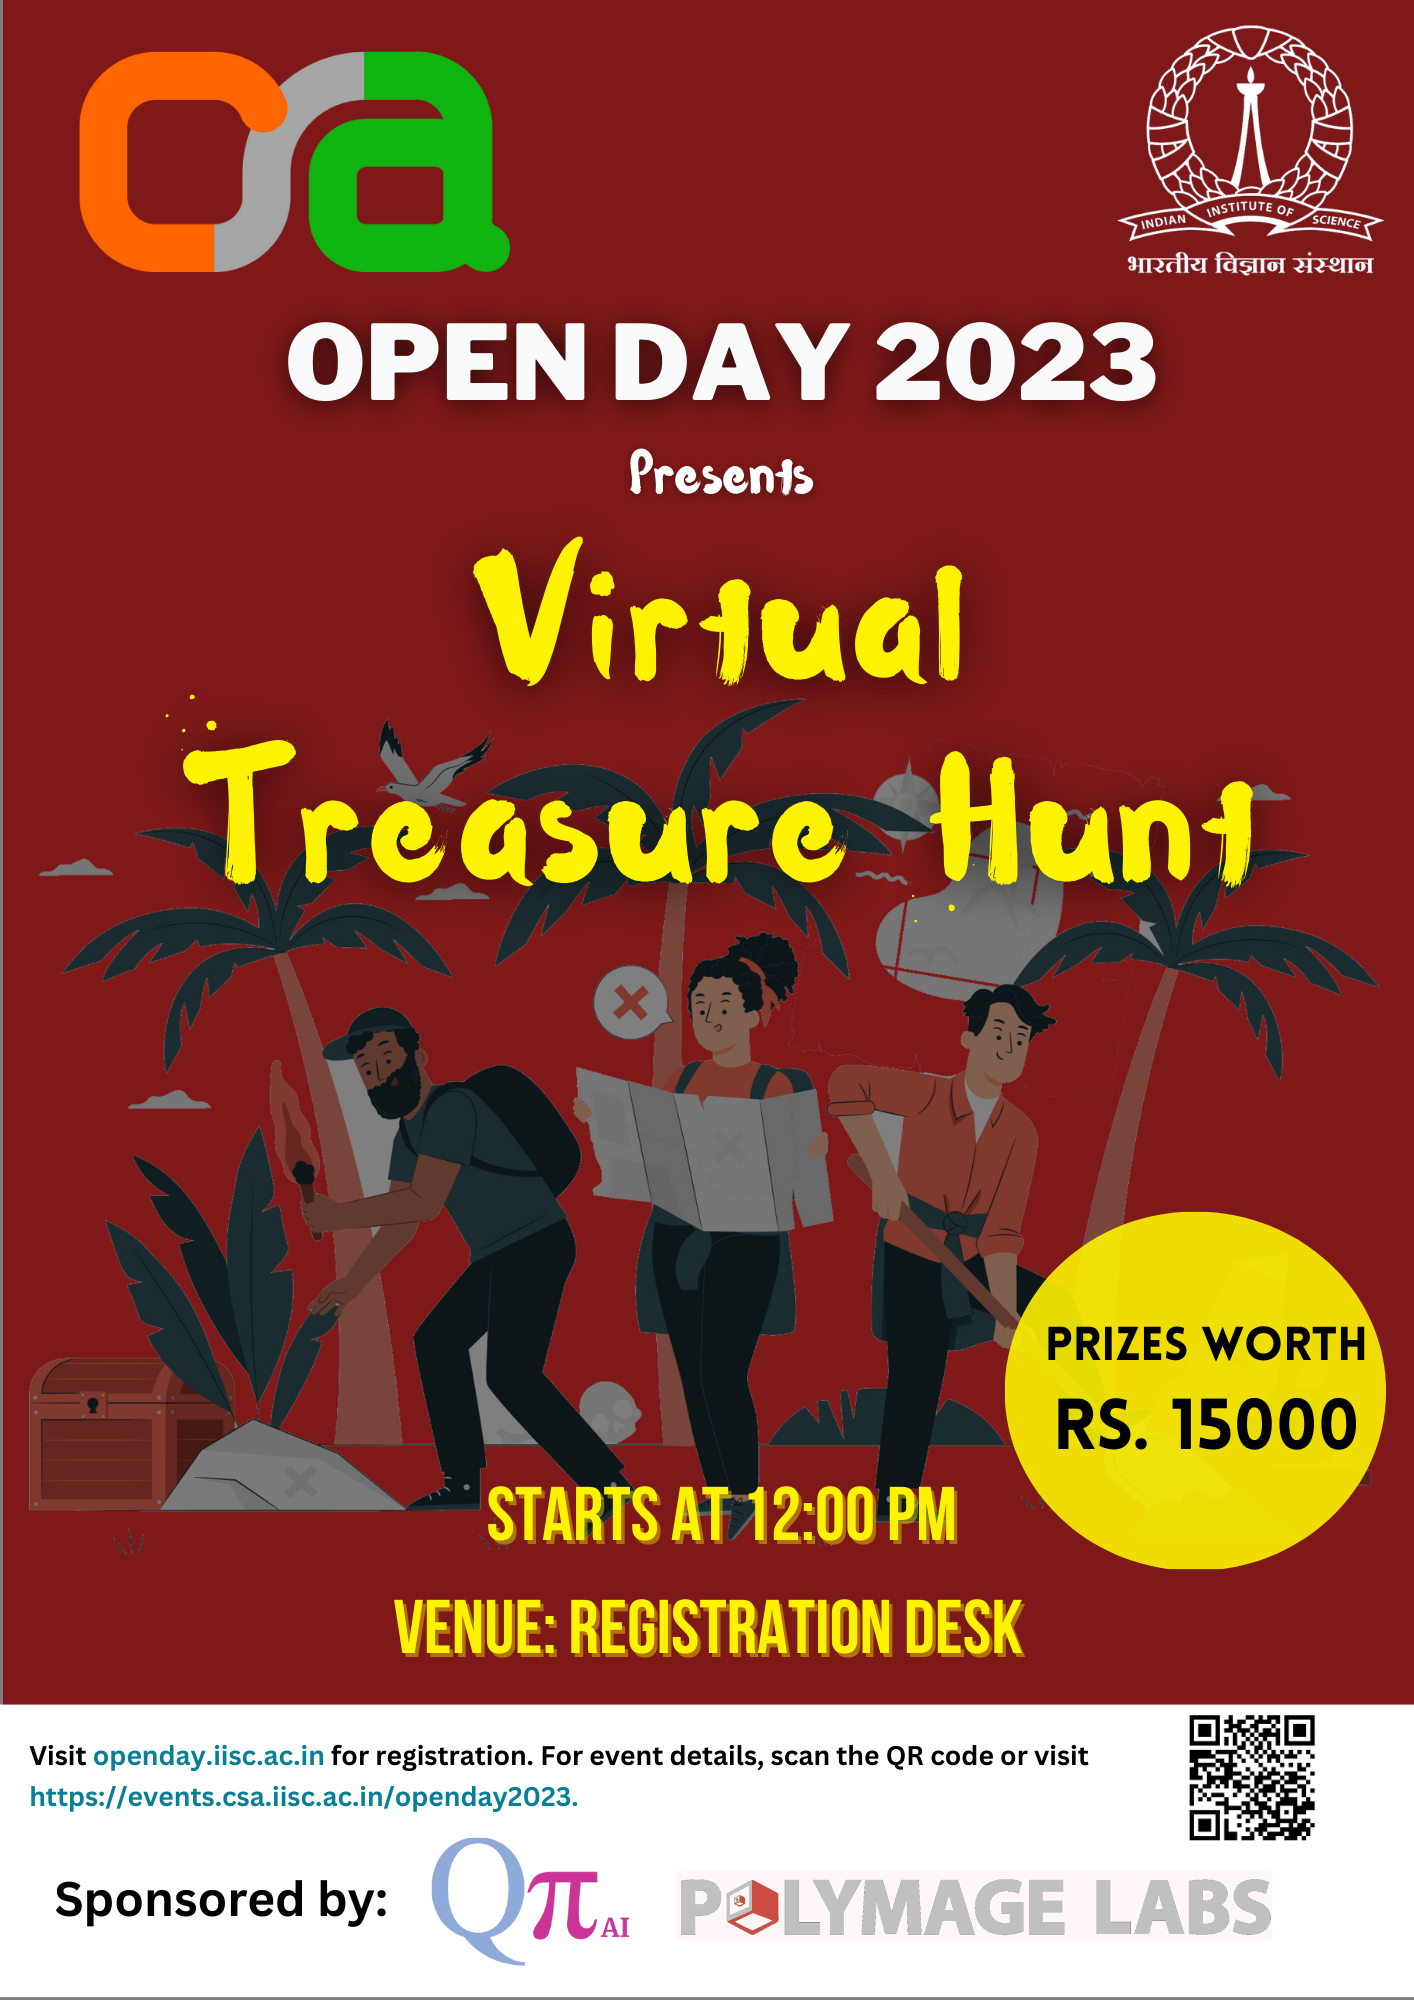 csa
INDIAN INSTITUTE OF SCIENCE
भारतीय विज्ञान संस्थान
OPEN DAY 2023
Presents
Virtual
Treasure Hunt
PRIZES WORTH
RS. 15000
STARTS AT 12:00 PM
VENUE: REGISTRATION DESK
Visit openday.iisc.ac.in for registration. For event details, scan the QR code or visit
https://events.csa.iisc.ac.in/openday2023.
Sponsored by:
QπAI
POLYMAGE LABS